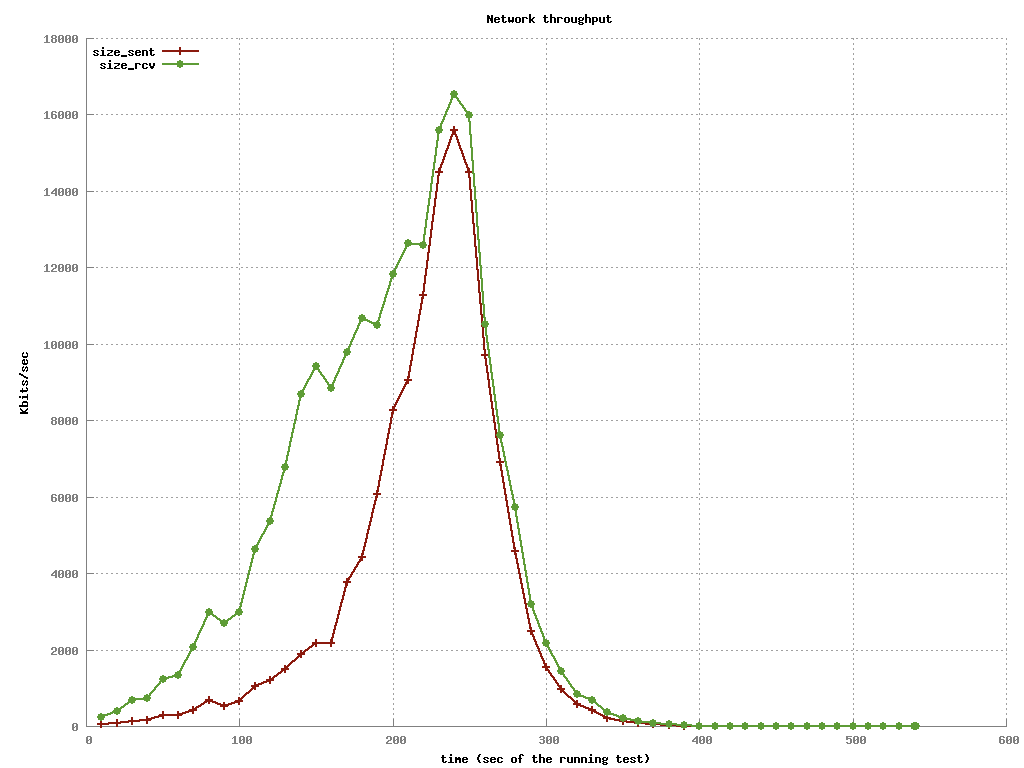 Network throughput
size_sent
size_rcv
18000
16000
14000
12000
10000
8000
6000
4000
2000
0
Kbits/sec
0 100 200 300 400 500 600
time (sec of the running test)